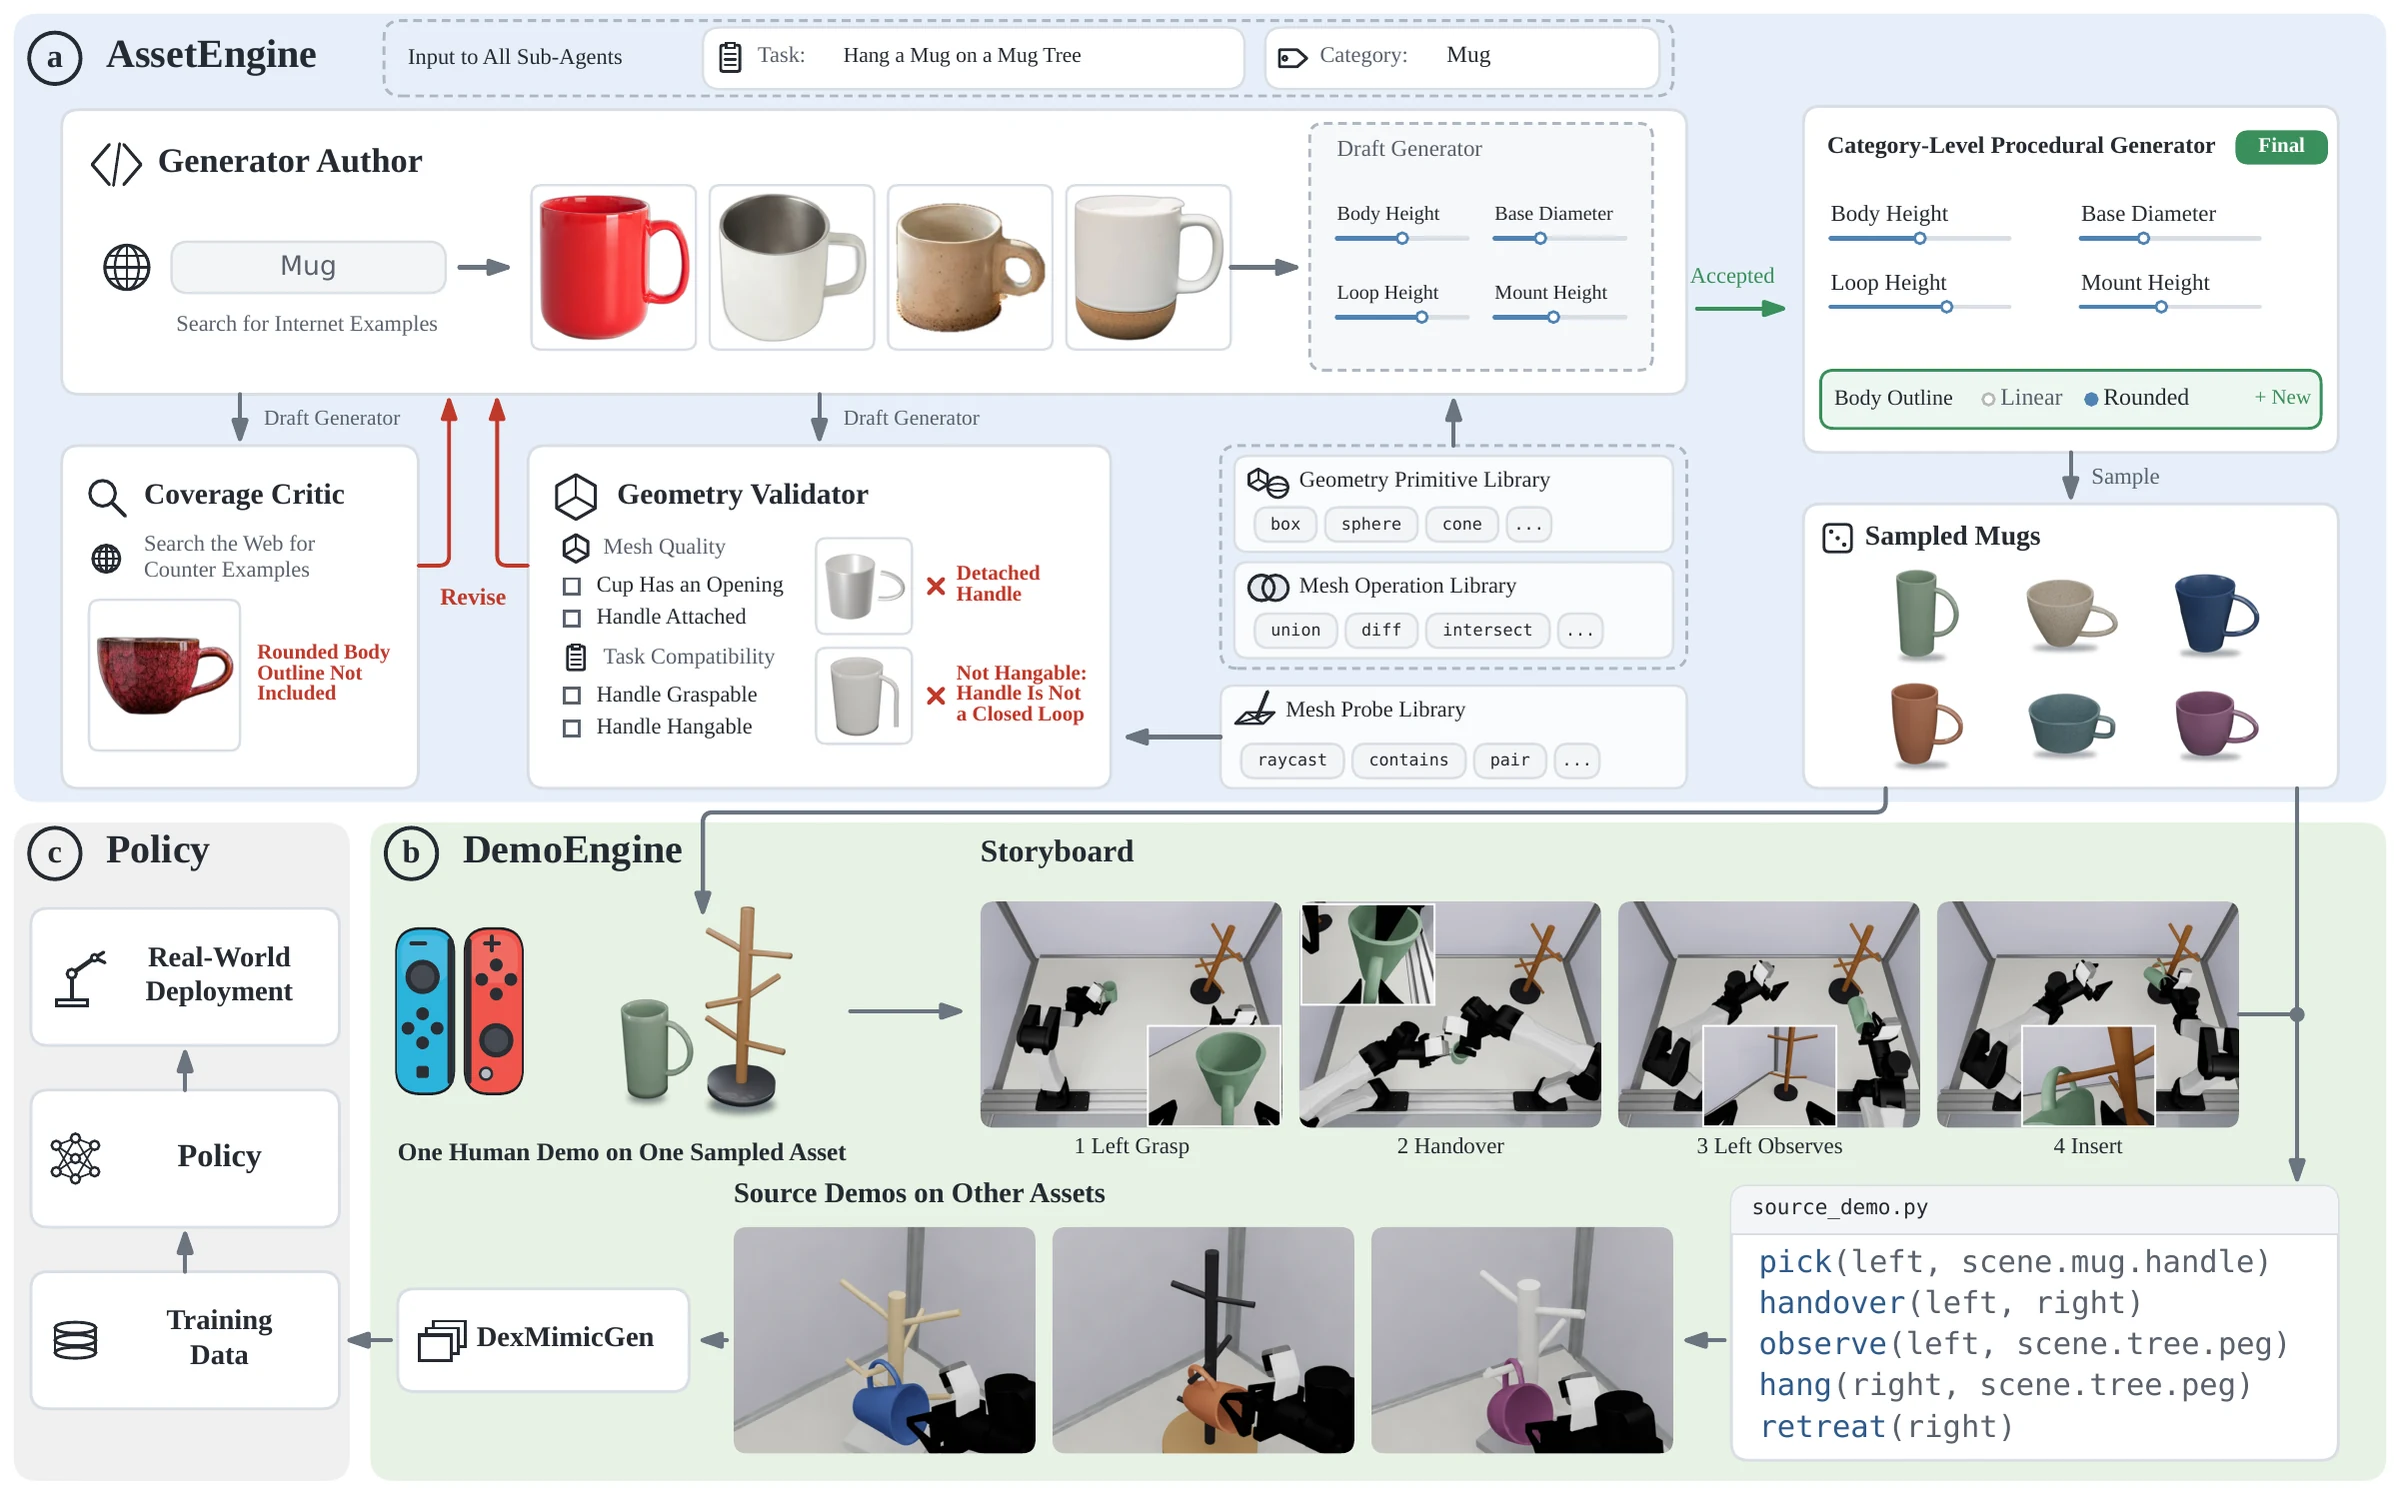 a AssetEngine
Input to All Sub-Agents
Task: Hang a Mug on a Mug Tree
Category: Mug
Generator Author
Mug
Search for Internet Examples
Draft Generator
Body Height
Base Diameter
Loop Height
Mount Height
Accepted
Category-Level Procedural Generator
Final
Body Height
Base Diameter
Loop Height
Mount Height
Body Outline
Linear
Rounded
+ New
Draft Generator
Draft Generator
Coverage Critic
Search the Web for
Counter Examples
Rounded Body
Outline Not
Included
Revise
Geometry Validator
Mesh Quality
Cup Has an Opening
Handle Attached
Task Compatibility
Handle Graspable
Handle Hangable
Detached
Handle
Not Hangable:
Handle Is Not
a Closed Loop
Geometry Primitive Library
box sphere cone ...
Mesh Operation Library
union diff intersect ...
Mesh Probe Library
raycast contains pair ...
Sample
Sampled Mugs
c Policy
Real-World
Deployment
Policy
Training
Data
b DemoEngine
One Human Demo on One Sampled Asset
Storyboard
1 Left Grasp
2 Handover
3 Left Observes
4 Insert
Source Demos on Other Assets
DexMimicGen
source_demo.py
pick(left, scene.mug.handle)
handover(left, right)
observe(left, scene.tree.peg)
hang(right, scene.tree.peg)
retreat(right)